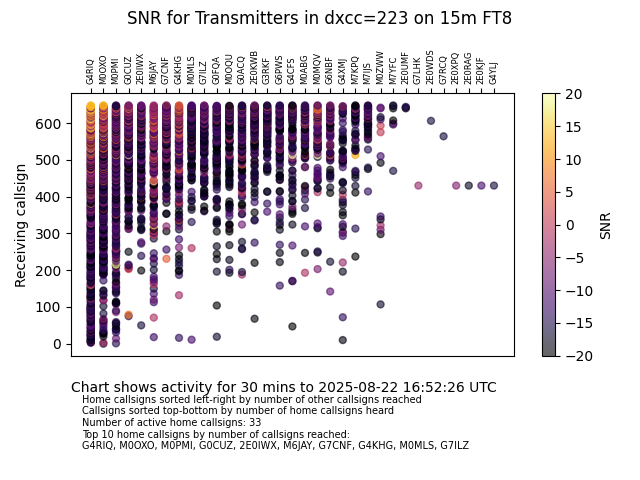 SNR for Transmitters in dxcc=223 on 15m FT8
G4RIQ M0OXO M0PMI G0CUZ 2E0IWX M6JAY G7CNF G4KHG M0MLS G7ILZ G0FQA M0OQU G0ACQ 2E0KWB G3RKF G6PWS G4CFS M0ABG M0MQV G6NBF G4XMJ M7KPQ M7IJS M0ZWW M7YFC 2E0UMF G7LHK 2E0WDS G7RCQ 2E0XPQ 2E0RAG 2E0KJF G4YLJ
600
500
400
300
200
100
0
Receiving callsign
20
15
10
5
0
−5
−10
−15
−20
SNR
Chart shows activity for 30 mins to 2025-08-22 16:52:26 UTC
Home callsigns sorted left-right by number of other callsigns reached
Callsigns sorted top-bottom by number of home callsigns heard
Number of active home callsigns: 33
Top 10 home callsigns by number of callsigns reached:
G4RIQ, M0OXO, M0PMI, G0CUZ, 2E0IWX, M6JAY, G7CNF, G4KHG, M0MLS, G7ILZ